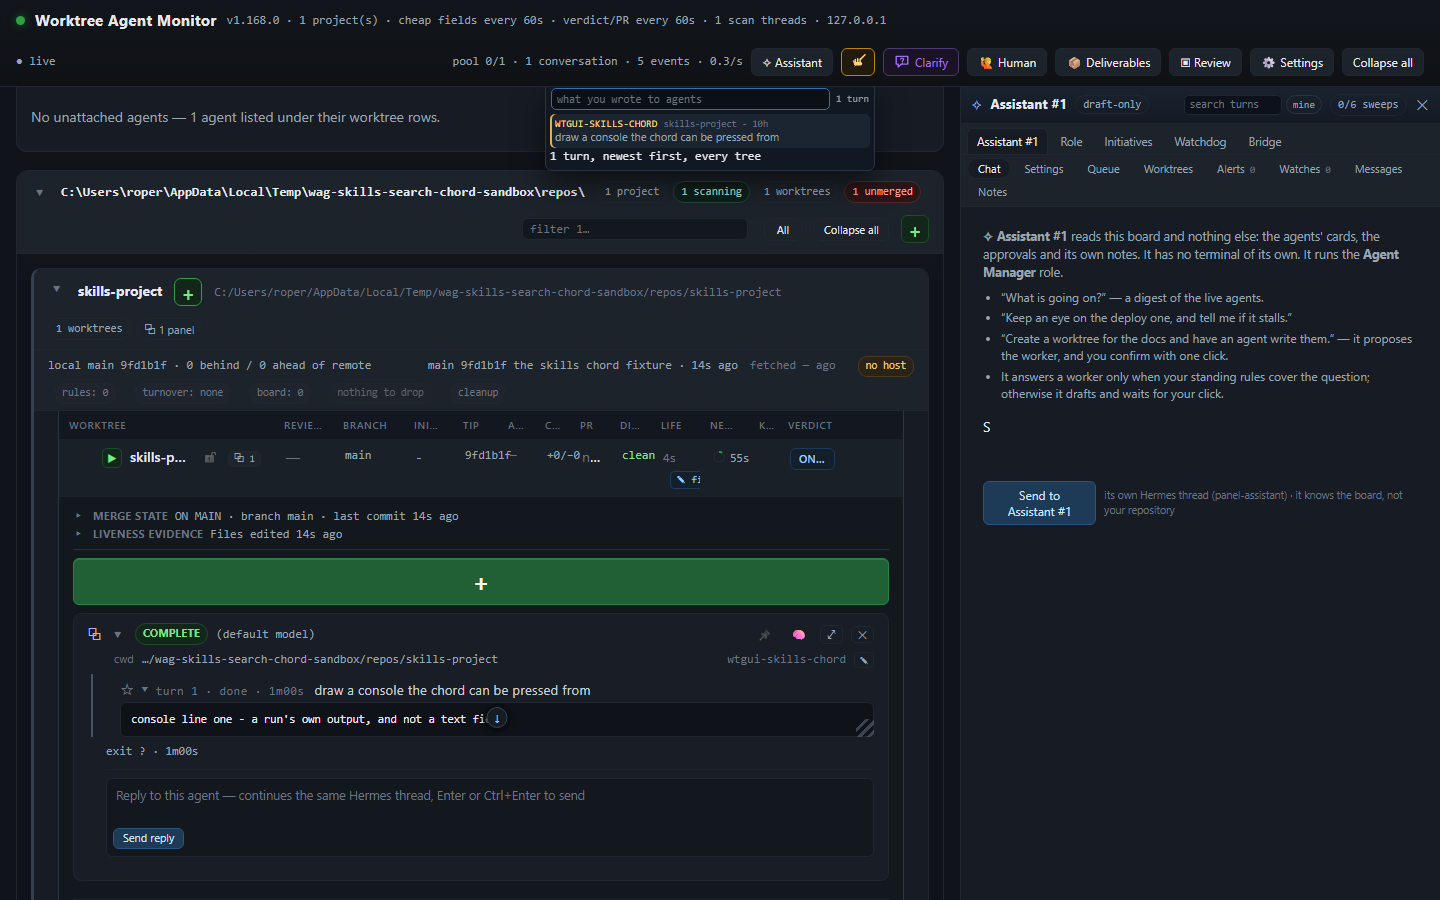 Worktree Agent Monitor v1.168.0 · 1 project(s) · cheap fields every 60s · verdict/PR every 60s · 1 scan threads · 127.0.0.1
live
pool 0/1 · 1 conversation · 5 events · 0.3/s
Assistant
Clarify
Human
Deliverables
Review
Settings
Collapse all
No unattached agents — 1 agent listed under their worktree rows.
what you wrote to agents
1 turn
WTGUI-SKILLS-CHORD skills-project - 10h
draw a console the chord can be pressed from
1 turn, newest first, every tree
C:\Users\roper\AppData\Local\Temp\wag-skills-search-chord-sandbox\repos\
1 project
1 scanning
1 worktrees
1 unmerged
filter 1…
All
Collapse all
+
skills-project
+
C:/Users/roper/AppData/Local/Temp/wag-skills-search-chord-sandbox/repos/skills-project
1 worktrees
1 panel
local main 9fd1b1f · 0 behind / 0 ahead of remote
main 9fd1b1f the skills chord fixture · 14s ago
fetched — ago
no host
rules: 0
turnover: none
board: 0
nothing to drop
cleanup
WORKTREE
REVIE…
BRANCH
INI…
TIP
A…
C…
PR
DI…
LIFE
NE…
K…
VERDICT
skills-p…
1
—
main
-
9fd1b1f—
+0/-0
n…
clean
4s
55s
ON…
fi
MERGE STATE ON MAIN · branch main · last commit 14s ago
LIVENESS EVIDENCE Files edited 14s ago
+
COMPLETE
(default model)
cwd …/wag-skills-search-chord-sandbox/repos/skills-project
wtgui-skills-chord
turn 1 · done · 1m00s draw a console the chord can be pressed from
console line one - a run's own output, and not a text fi
exit ? · 1m00s
Reply to this agent — continues the same Hermes thread, Enter or Ctrl+Enter to send
Send reply
Assistant #1
draft-only
search turns
mine
0/6 sweeps
Assistant #1
Role
Initiatives
Watchdog
Bridge
Chat
Settings
Queue
Worktrees
Alerts 0
Watches 0
Messages
Notes
Assistant #1 reads this board and nothing else: the agents' cards, the
approvals and its own notes. It has no terminal of its own. It runs the Agent
Manager role.
• “What is going on?” — a digest of the live agents.
• “Keep an eye on the deploy one, and tell me if it stalls.”
• “Create a worktree for the docs and have an agent write them.” — it proposes
the worker, and you confirm with one click.
• It answers a worker only when your standing rules cover the question;
otherwise it drafts and waits for your click.
S
Send to
Assistant #1
its own Hermes thread (panel-assistant) · it knows the board, not
your repository